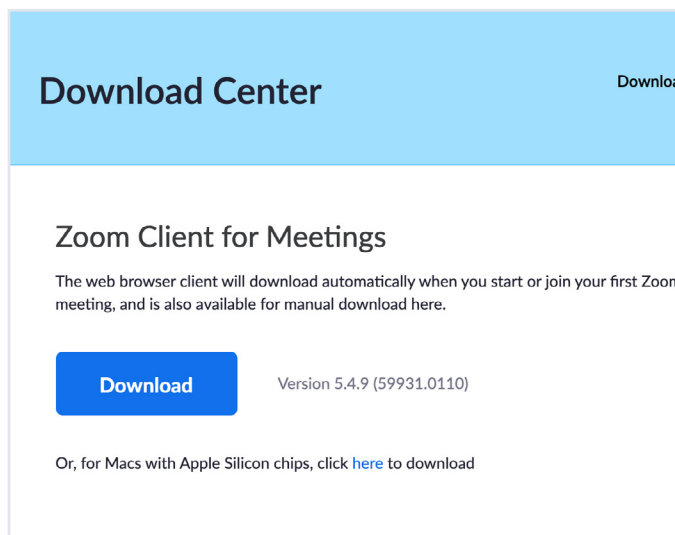 Download Center
Zoom Client for Meetings
The web browser client will download automatically when you start or join your first
meeting, and is also available for manual download here.
Download
Version 5.4.9 (59931.0110)
Or, for Macs with Apple Silicon chips, click here to download